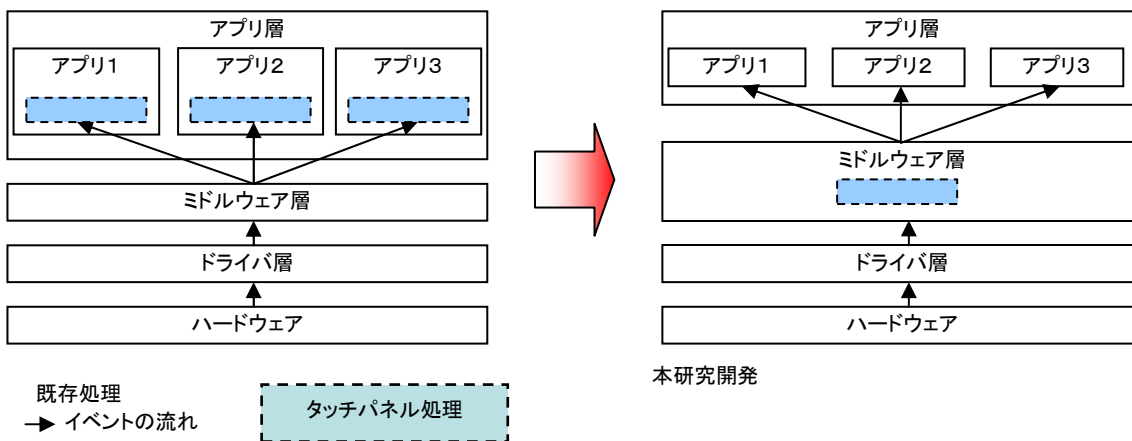 アプリ層
アプリ1
アプリ2
アプリ3
ミドルウェア層
ドライバ層
ハードウェア
既存処理
イベントの流れ
タッチパネル処理
アプリ層
アプリ1
アプリ2
アプリ3
ミドルウェア層
ドライバ層
ハードウェア
本研究開発